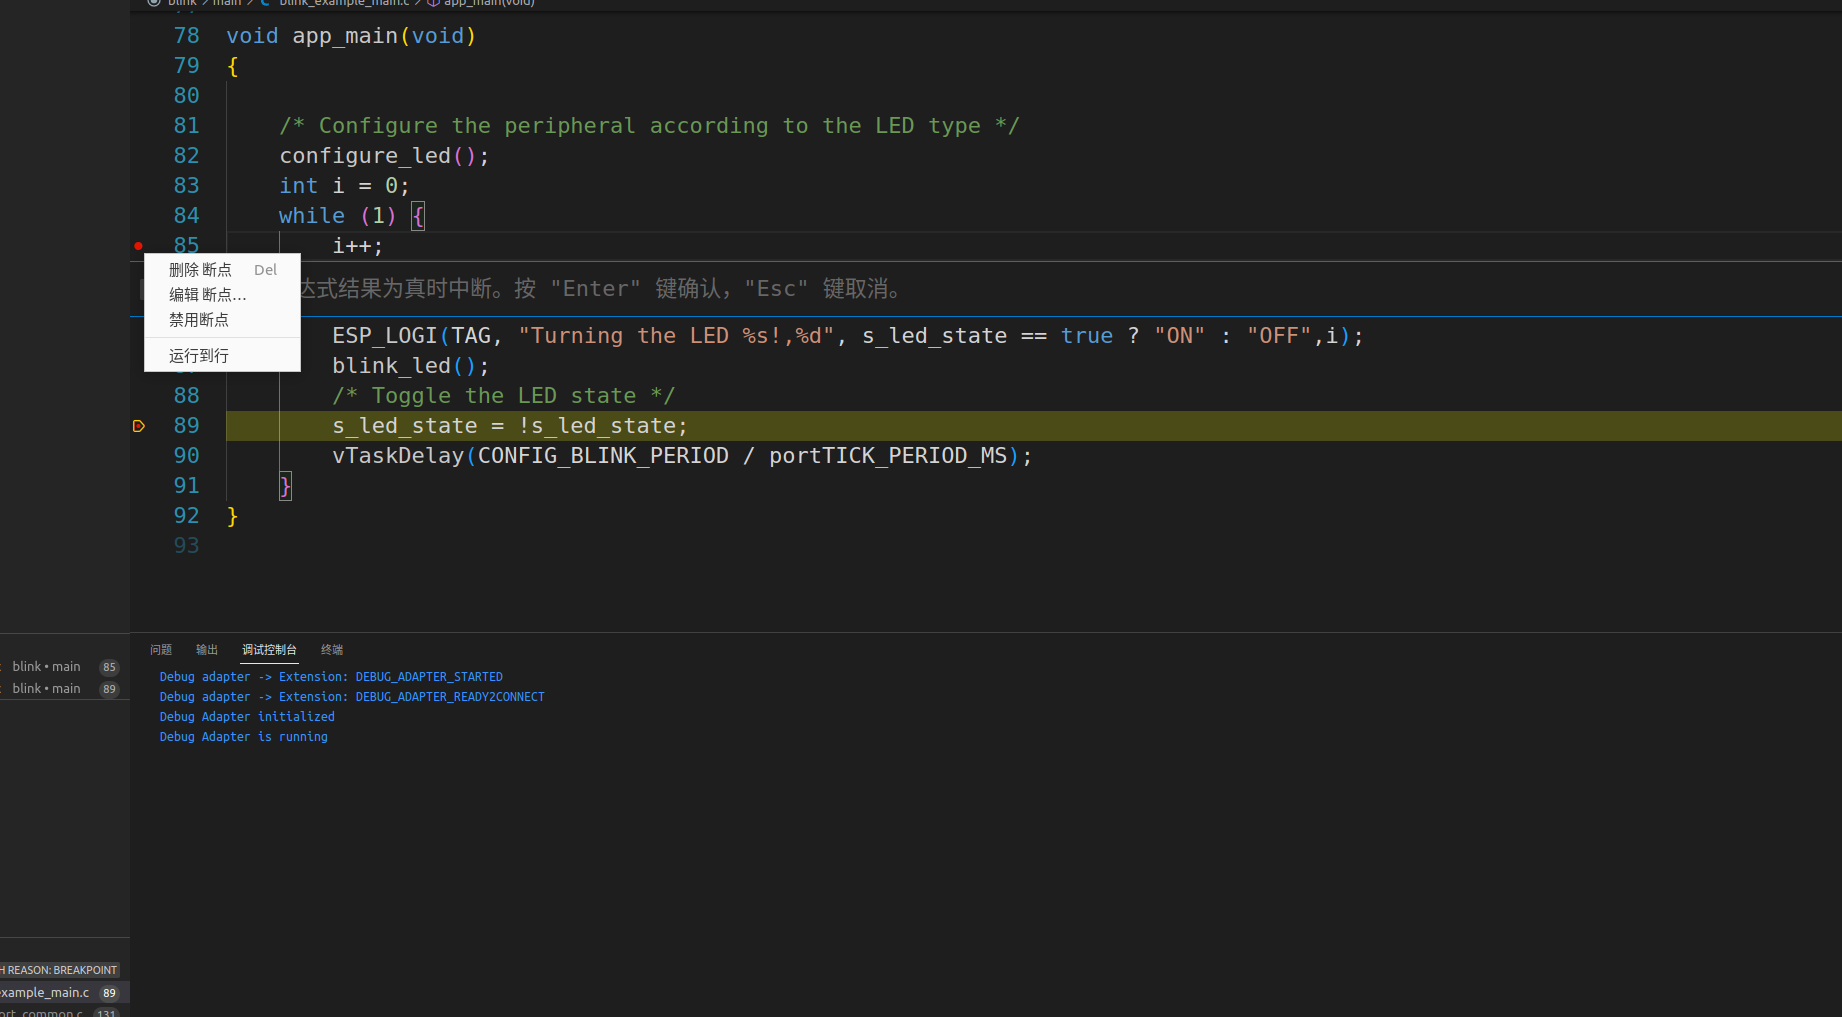 blink > main > C blink_example_main.c > app_main(void)
78 void app_main(void)
79 {
80
81 /* Configure the peripheral according to the LED type */
82 configure_led();
83 int i = 0;
84 while (1) {
85 i++;
删除 断点 Del
编辑 断点...
禁用断点
运行到行
达式结果为真时中断。按 "Enter" 键确认，"Esc" 键取消。
ESP_LOGI(TAG, "Turning the LED %s!,%d", s_led_state == true ? "ON" : "OFF",i);
blink_led();
88 /* Toggle the LED state */
89 s_led_state = !s_led_state;
90 vTaskDelay(CONFIG_BLINK_PERIOD / portTICK_PERIOD_MS);
91 }
92 }
93
问题 输出 调试控制台 终端
Debug adapter -> Extension: DEBUG_ADAPTER_STARTED
Debug adapter -> Extension: DEBUG_ADAPTER_READY2CONNECT
Debug Adapter initialized
Debug Adapter is running
blink • main 85
blink • main 89
H REASON: BREAKPOINT
example_main.c 89
ort_common.c 131